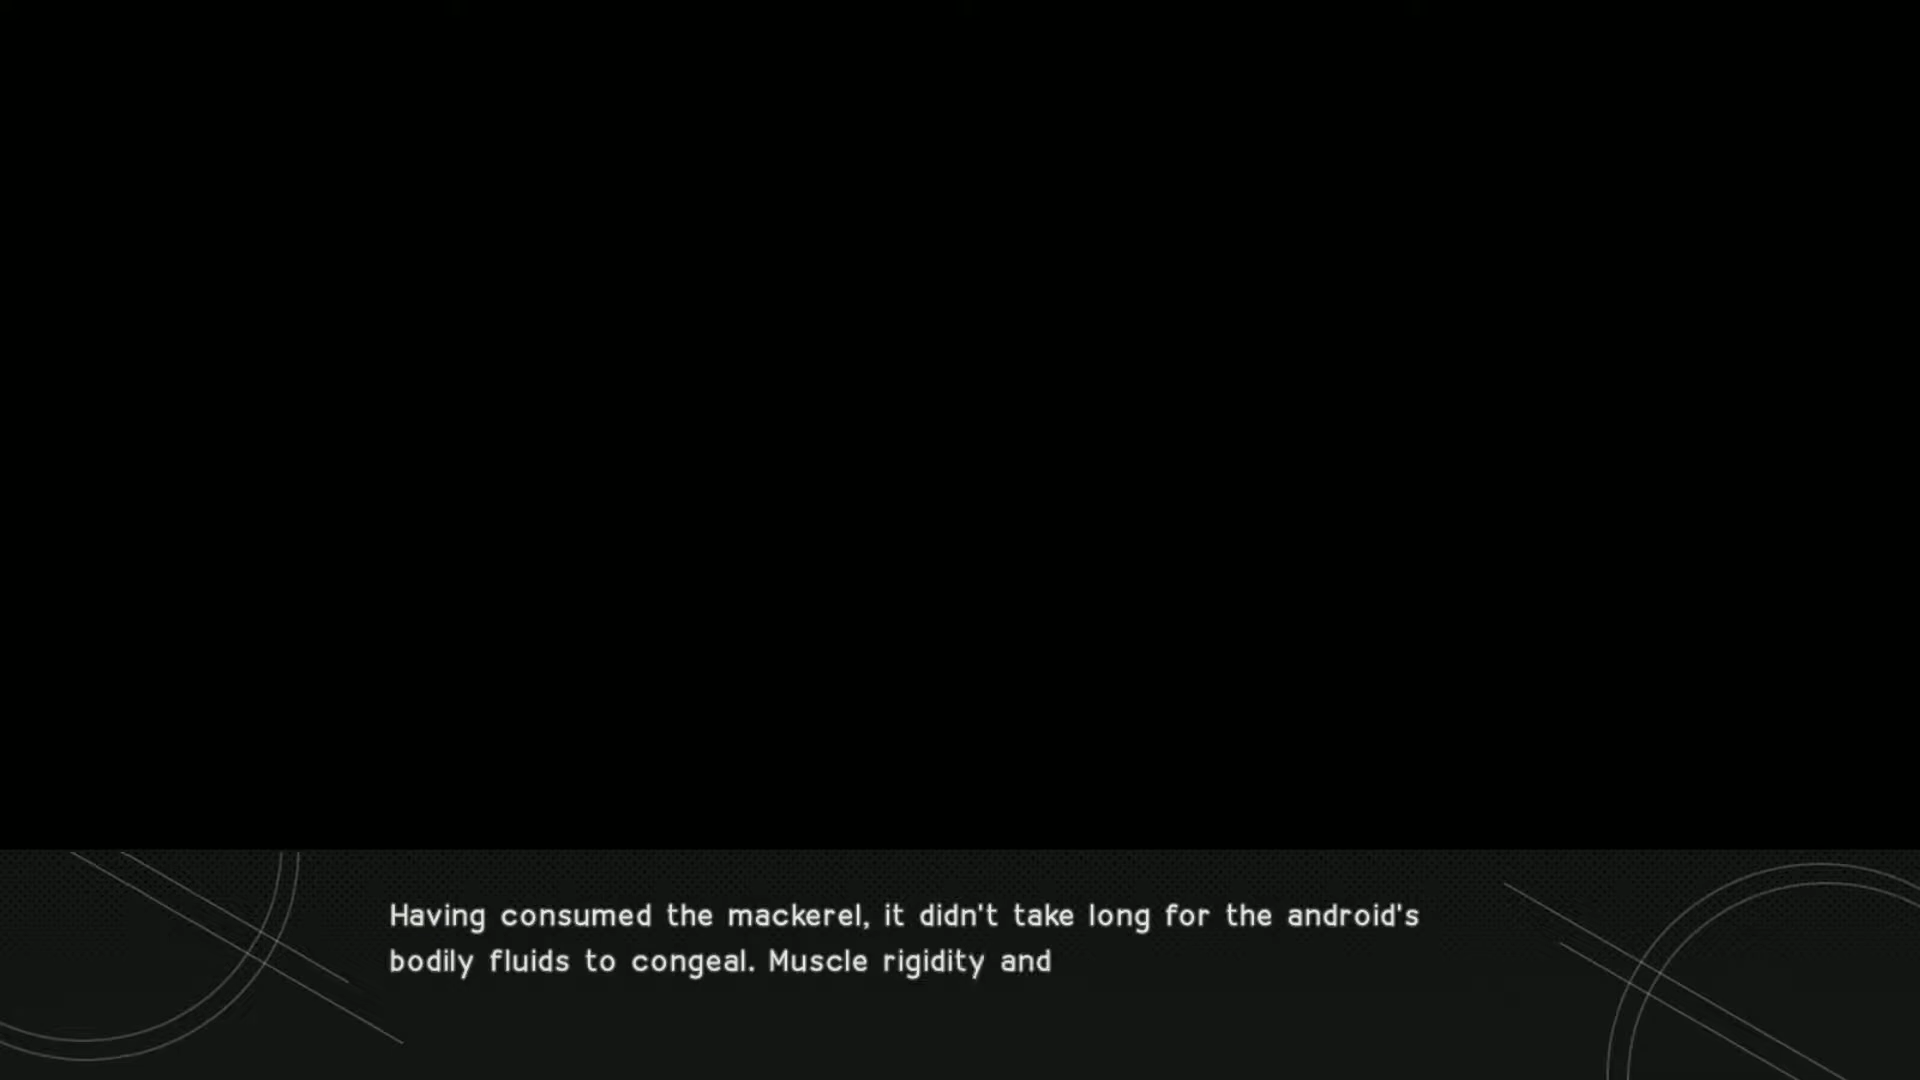 Having consumed the mackerel, it didn't take long for the android's
bodily fluids to congeal. Muscle rigidity and